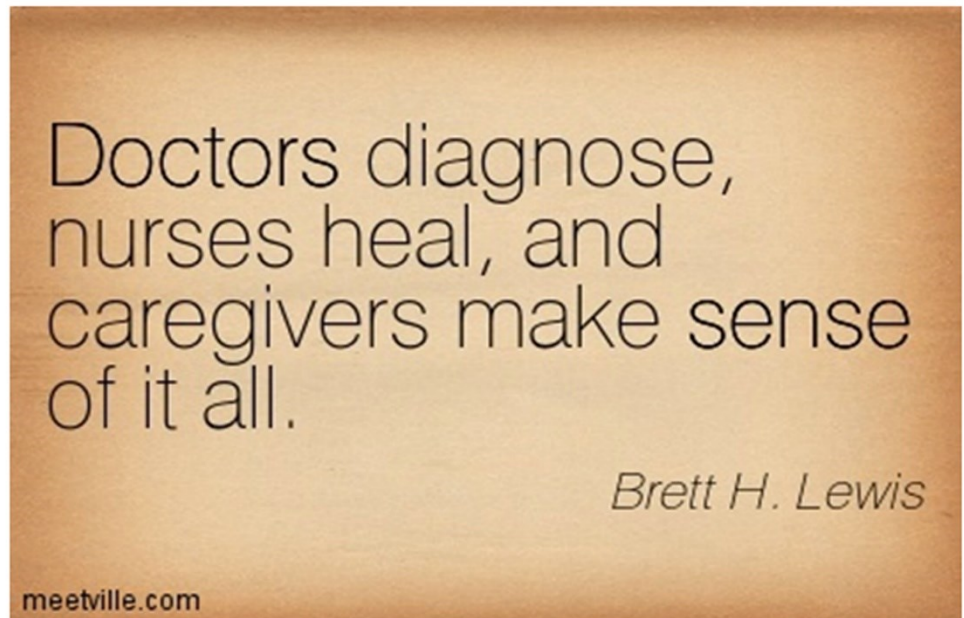 Doctors diagnose,
nurses heal, and
caregivers make sense
of it all.
Brett H. Lewis
meetville.com